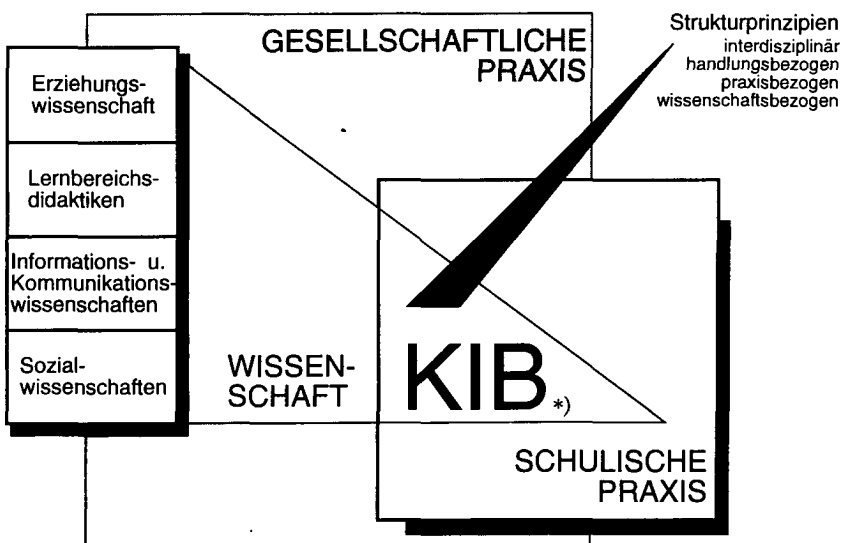 GESELLSCHAFTLICHE
PRAXIS
Strukturprinzipien
interdisziplinär
handlungsbezogen
praxisbezogen
wissenschaftsbezogen
Erziehungs-
wissenschaft
Lernbereichs-
didaktiken
Informations- u.
Kommunikations-
wissenschaften
Sozial-
wissenschaften
WISSEN-
SCHAFT
KIB *)
SCHULISCHE
PRAXIS